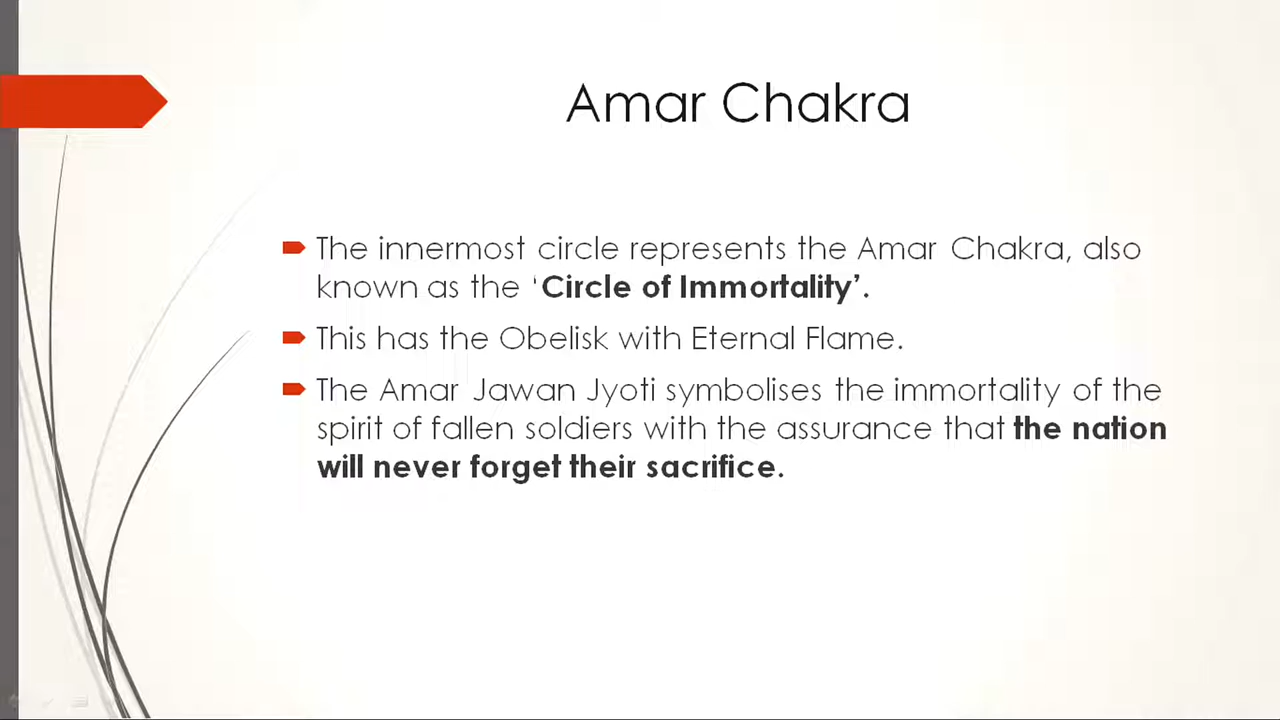 Amar Chakra
The innermost circle represents the Amar Chakra, also
known as the ‘Circle of Immortality’.
This has the Obelisk with Eternal Flame.
The Amar Jawan Jyoti symbolises the immortality of the
spirit of fallen soldiers with the assurance that the nation
will never forget their sacrifice.